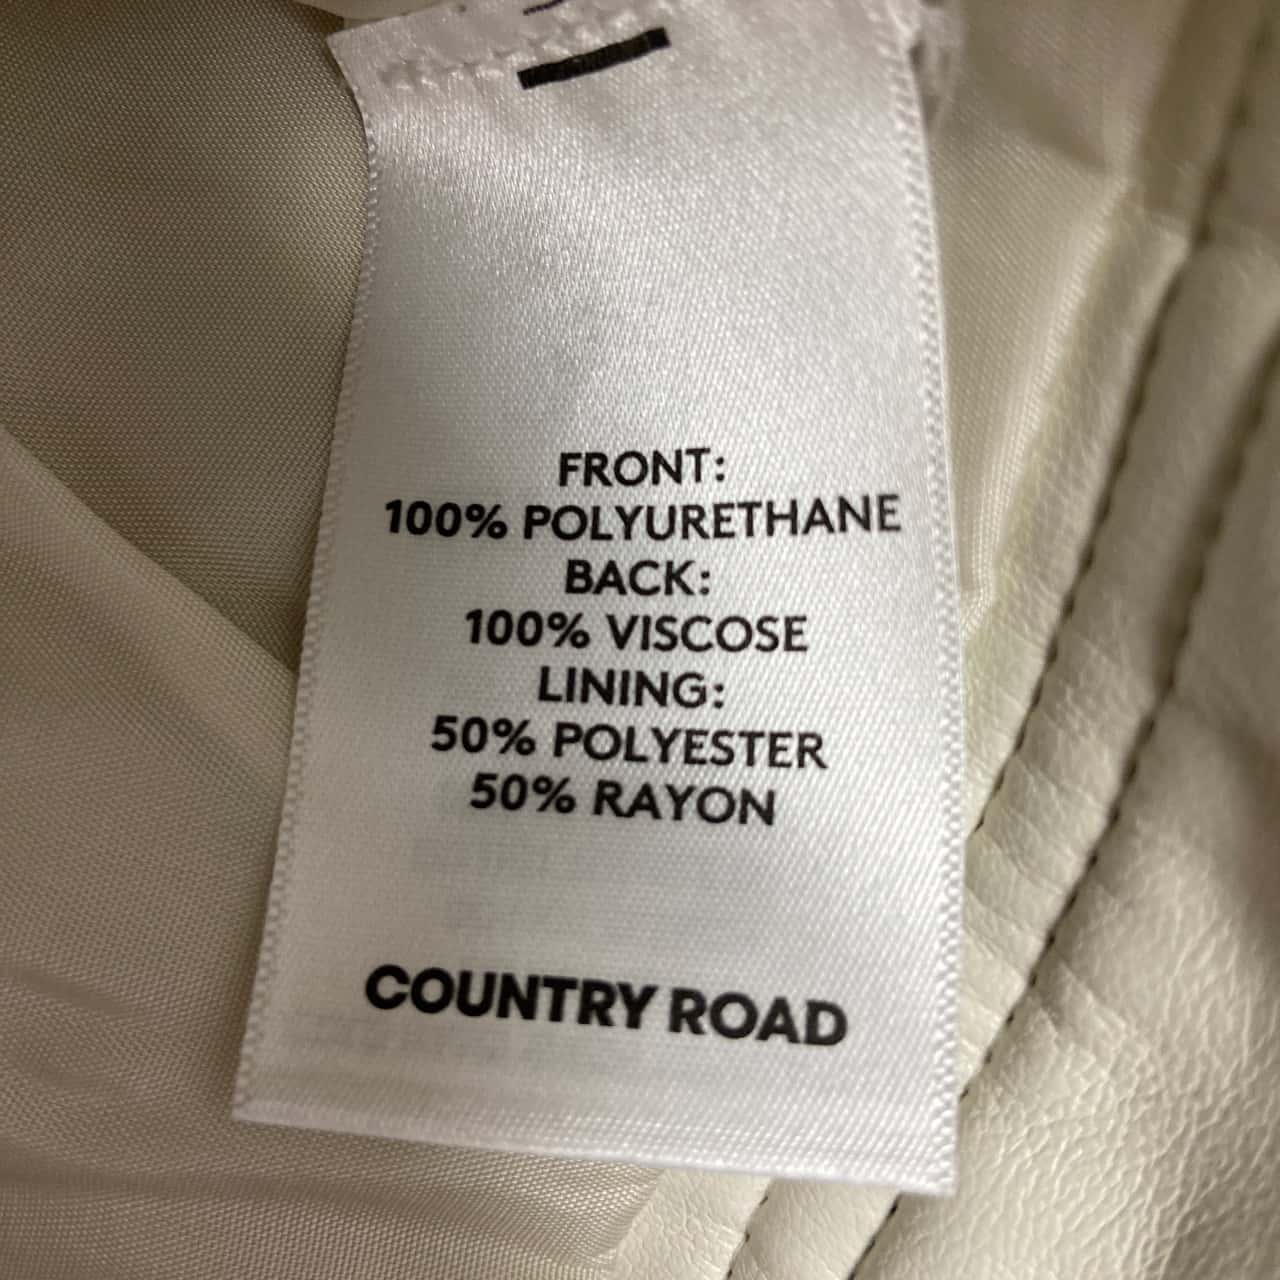 FRONT:
100% POLYURETHANE
BACK:
100% VISCOSE
LINING:
50% POLYESTER
50% RAYON
COUNTRY ROAD